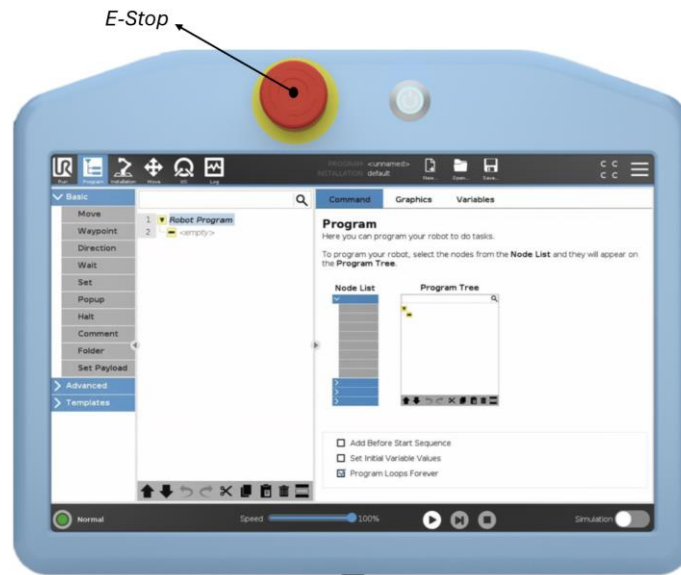 E-Stop
UR
Run Program Installation Move I/O Log
PROGRAM <unnamed>
INSTALLATION default
New... Open... Save...
C C
C C
Basic
Move
Waypoint
Direction
Wait
Set
Popup
Halt
Comment
Folder
Set Payload
Advanced
Templates
1 Robot Program
2 <empty>
Command Graphics Variables
Program
Here you can program your robot to do tasks.
To program your robot, select the nodes from the Node List and they will appear on
the Program Tree.
Node List Program Tree
Add Before Start Sequence
Set Initial Variable Values
Program Loops Forever
Normal
Speed 100%
Simulation